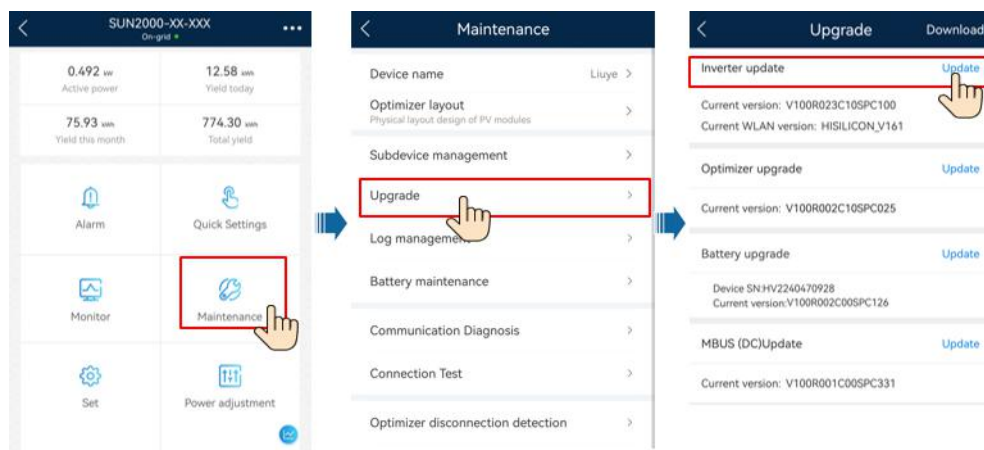 SUN2000-XX-XXX
On-grid
0.492 kW
12.58 kWh
Active power
Yield today
75.93 kWh
774.30 kWh
Yield this month
Total yield
Alarm
Quick Settings
Monitor
Maintenance
Set
Power adjustment
Maintenance
Device name
Liuye
Optimizer layout
Physical layout design of PV modules
Subdevice management
Upgrade
Log management
Battery maintenance
Communication Diagnosis
Connection Test
Optimizer disconnection detection
Upgrade
Download
Inverter update
Update
Current version: V100R023C10SPC100
Current WLAN version: HISILICON_V161
Optimizer upgrade
Update
Current version: V100R002C10SPC025
Battery upgrade
Update
Device SN:HV2240470928
Current version:V100R002C00SPC126
MBUS (DC)Update
Update
Current version: V100R001C00SPC331